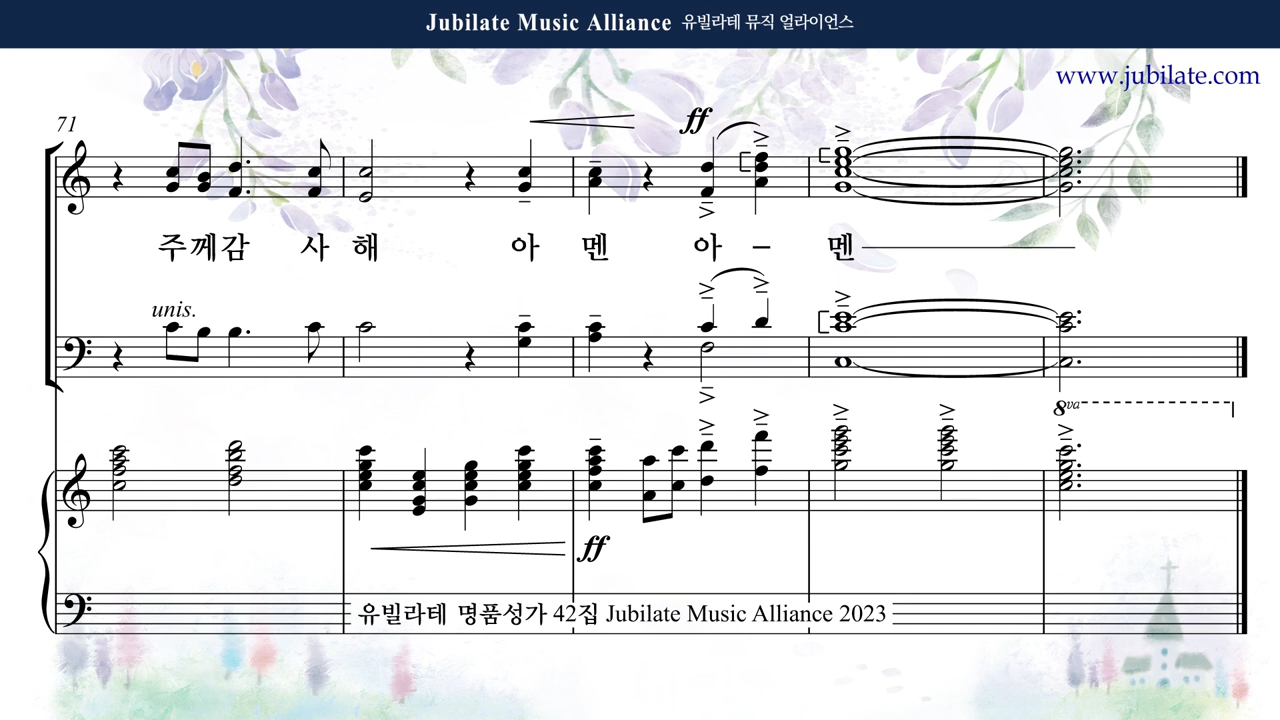 Jubilate Music Alliance 유빌라테 뮤직 얼라이언스
www.jubilate.com
71
ff
주께감 사 해 아 멘 아 – 멘
unis.
8va
ff
유빌라테 명품성가 42집 Jubilate Music Alliance 2023